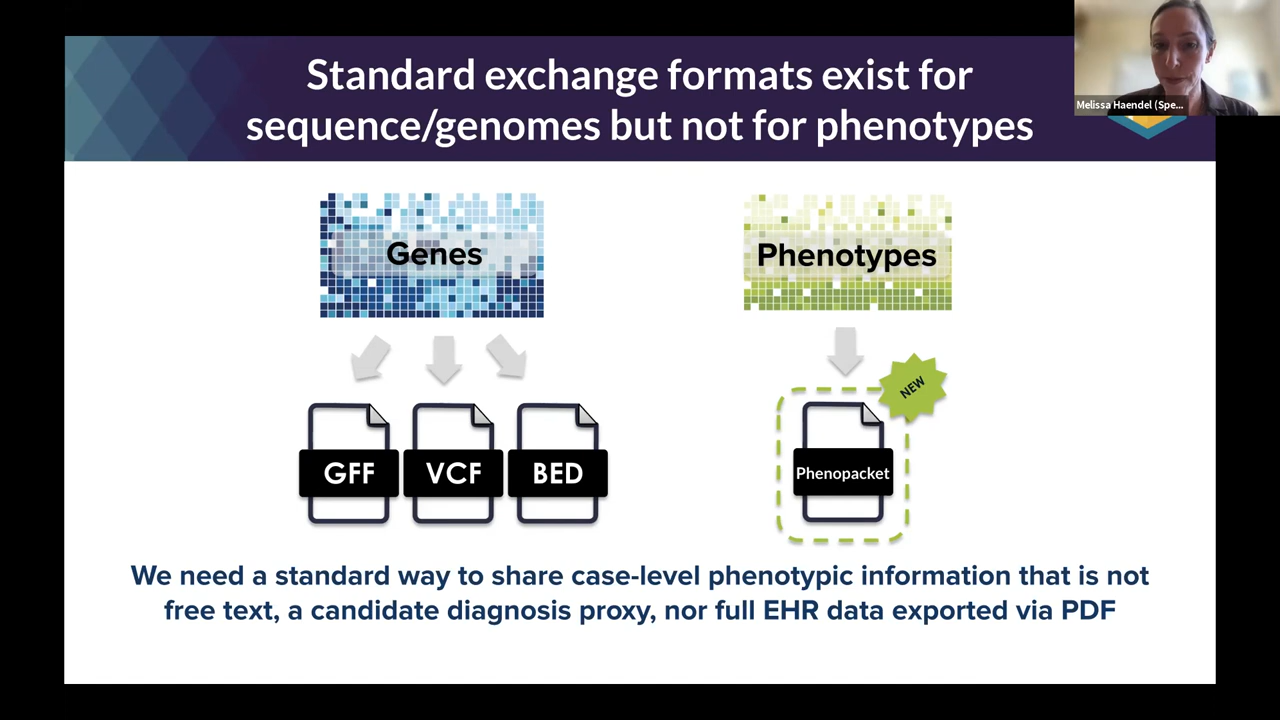 Standard exchange formats exist for
sequence/genomes but not for phenotypes
Melissa Haendel (Spe...
Genes
Phenotypes
NEW
GFF
VCF
BED
Phenopacket
We need a standard way to share case-level phenotypic information that is not
free text, a candidate diagnosis proxy, nor full EHR data exported via PDF